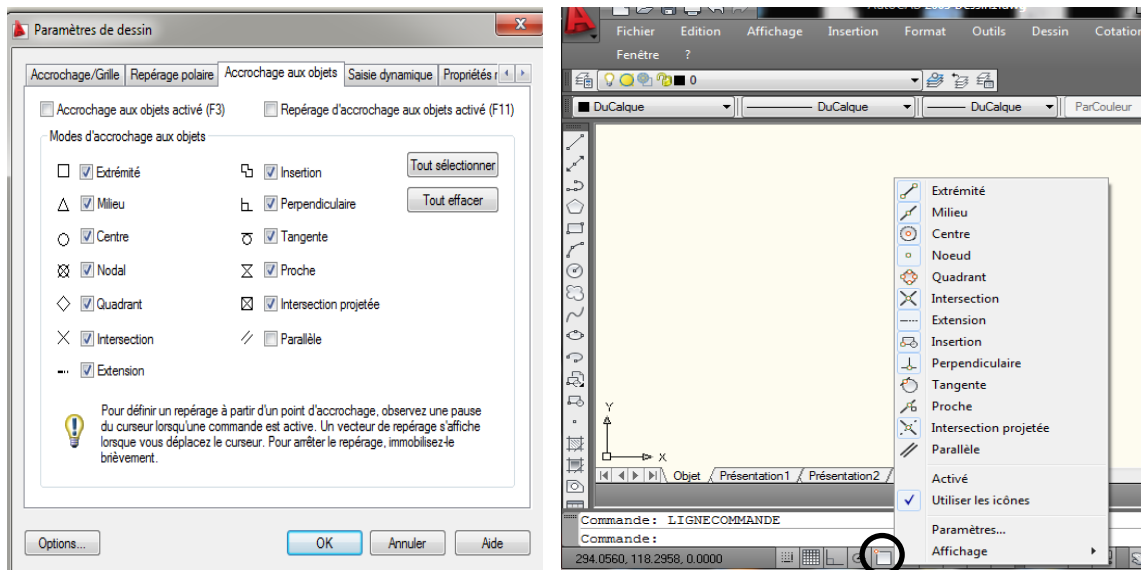 Paramètres de dessin
Accrochage/Grille Repérage polaire Accrochage aux objets Saisie dynamique Propriétés r
Accrochage aux objets activé (F3) Repérage d'accrochage aux objets activé (F11)
Modes d'accrochage aux objets
Extrémité Insertion Tout sélectionner
Milieu Perpendiculaire Tout effacer
Centre Tangente
Nodal Proche
Quadrant Intersection projetée
Intersection Parallèle
Extension
Pour définir un repérage à partir d'un point d'accrochage, observez une pause
du curseur lorsqu'une commande est active. Un vecteur de repérage s'affiche
lorsque vous déplacez le curseur. Pour arrêter le repérage, immobilisez-le
brièvement.
Options... OK Annuler Aide
Fichier Edition Affichage Insertion Format Outils Dessin Cotation
Fenêtre ?
0
DuCalque DuCalque DuCalque ParCouleur
Extrémité
Milieu
Centre
Noeud
Quadrant
Intersection
Extension
Insertion
Perpendiculaire
Tangente
Proche
Intersection projetée
Parallèle
Activé
Utiliser les icônes
Paramètres...
Affichage
Y
X
Objet Présentation1 Présentation2
Commande: LIGNECOMMANDE
Commande:
294.0560, 118.2958, 0.0000